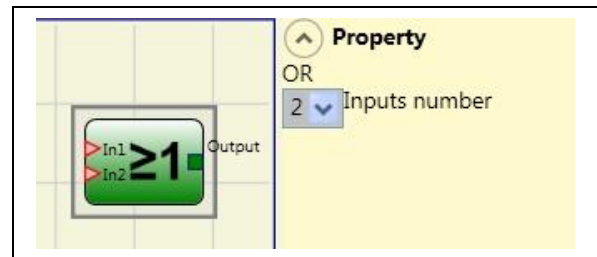 Property
OR
2 Inputs number
In1 ≥1 Output
In2